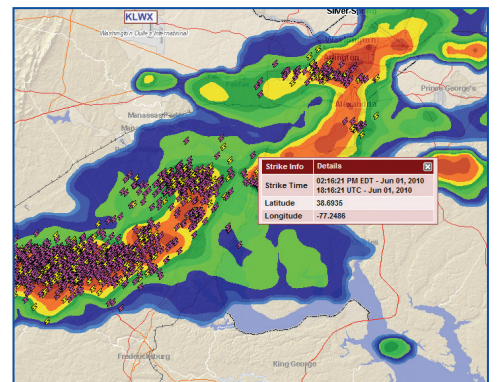 Silver-Spring
KLWX
Washington Dulles International
Washington
Arlington
Fairfax
Prince George's
Alexandria
Manassas
Strike Info Details
Strike Time 02:16:21 PM EDT - Jun 01, 2010
18:16:21 UTC - Jun 01, 2010
Latitude 38.6935
Longitude -77.2486
Fredericksburg
King George